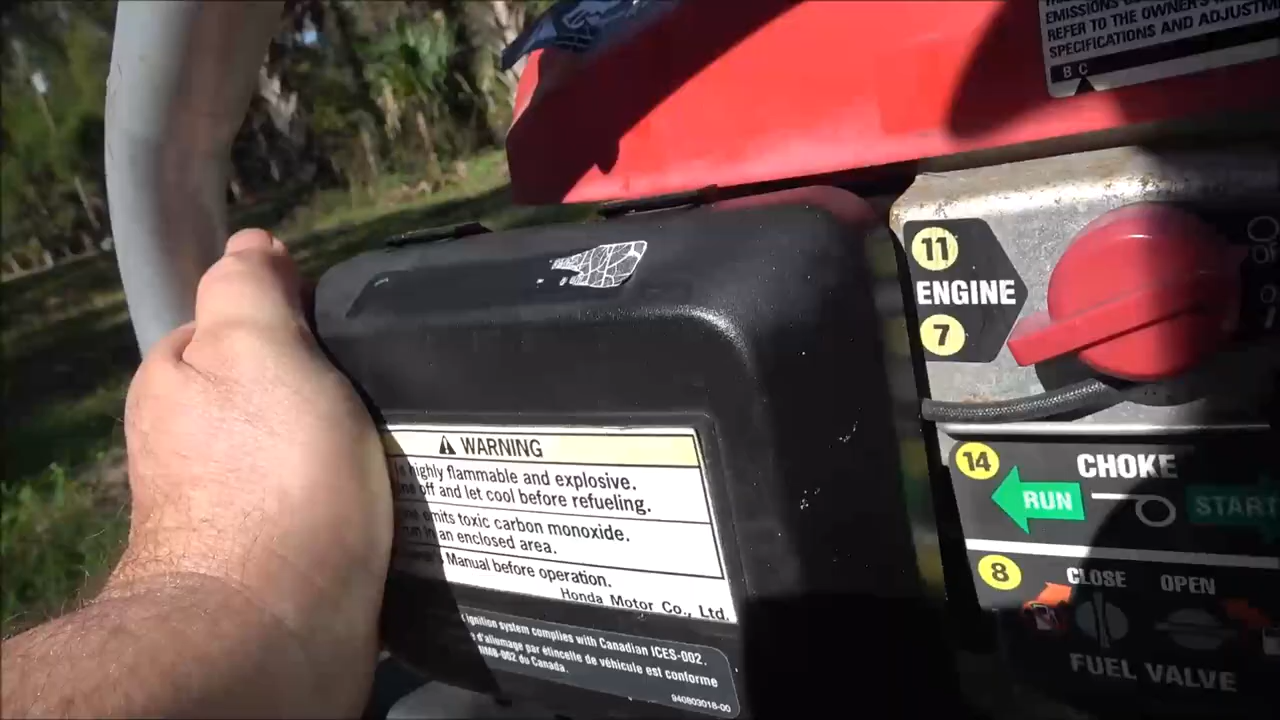 EMISSIONS
REFER TO THE OWNER'S
SPECIFICATIONS AND
B C
11
ENGINE
7
WARNING
highly flammable and explosive.
off and let cool before refueling.
emits toxic carbon monoxide.
in an enclosed area.
Manual before operation.
Honda Motor Co., Ltd.
ignition system complies with Canadian ICES-002.
d'allumage par étincelle de véhicule est conforme
NMB-002 du Canada.
940803016-00
14
CHOKE
RUN
START
8
CLOSE OPEN
FUEL VALVE